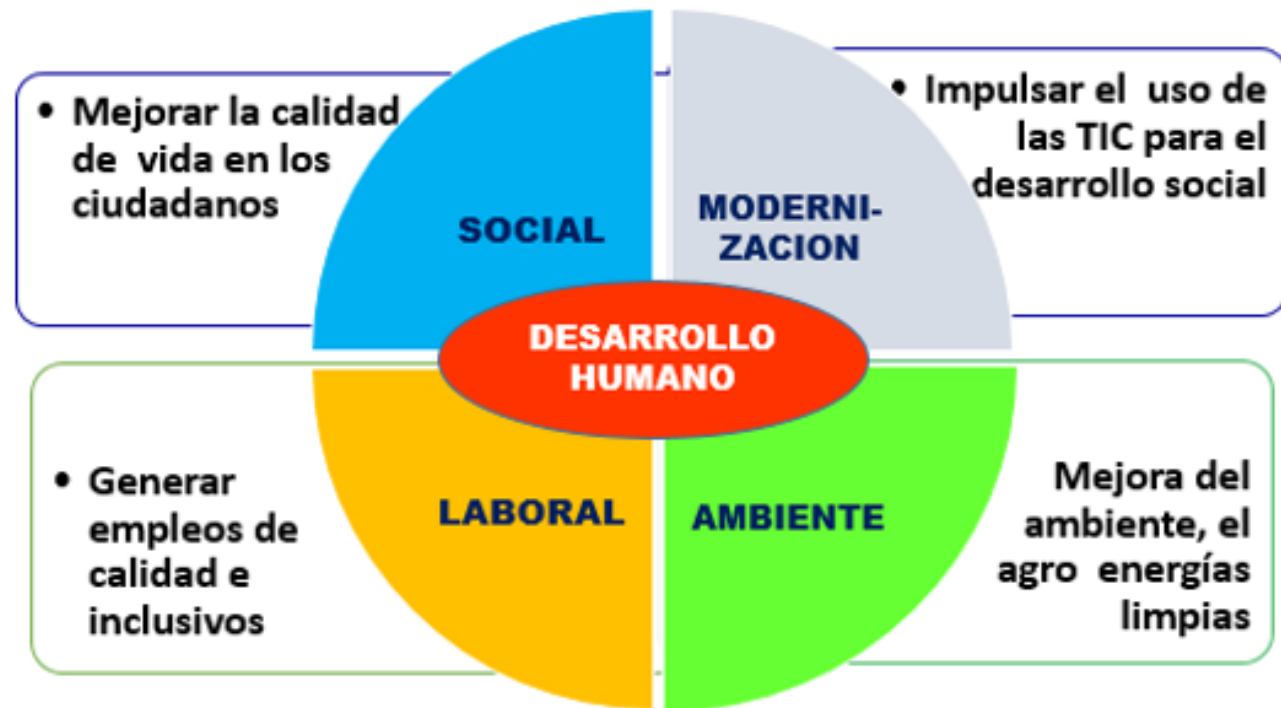 • Mejorar la calidad
de vida en los
ciudadanos
SOCIAL
• Impulsar el uso de
las TIC para el
desarrollo social
MODERNI-
ZACION
DESARROLLO
HUMANO
• Generar
empleos de
calidad e
inclusivos
LABORAL
AMBIENTE
Mejora del
ambiente, el
agro energías
limpias